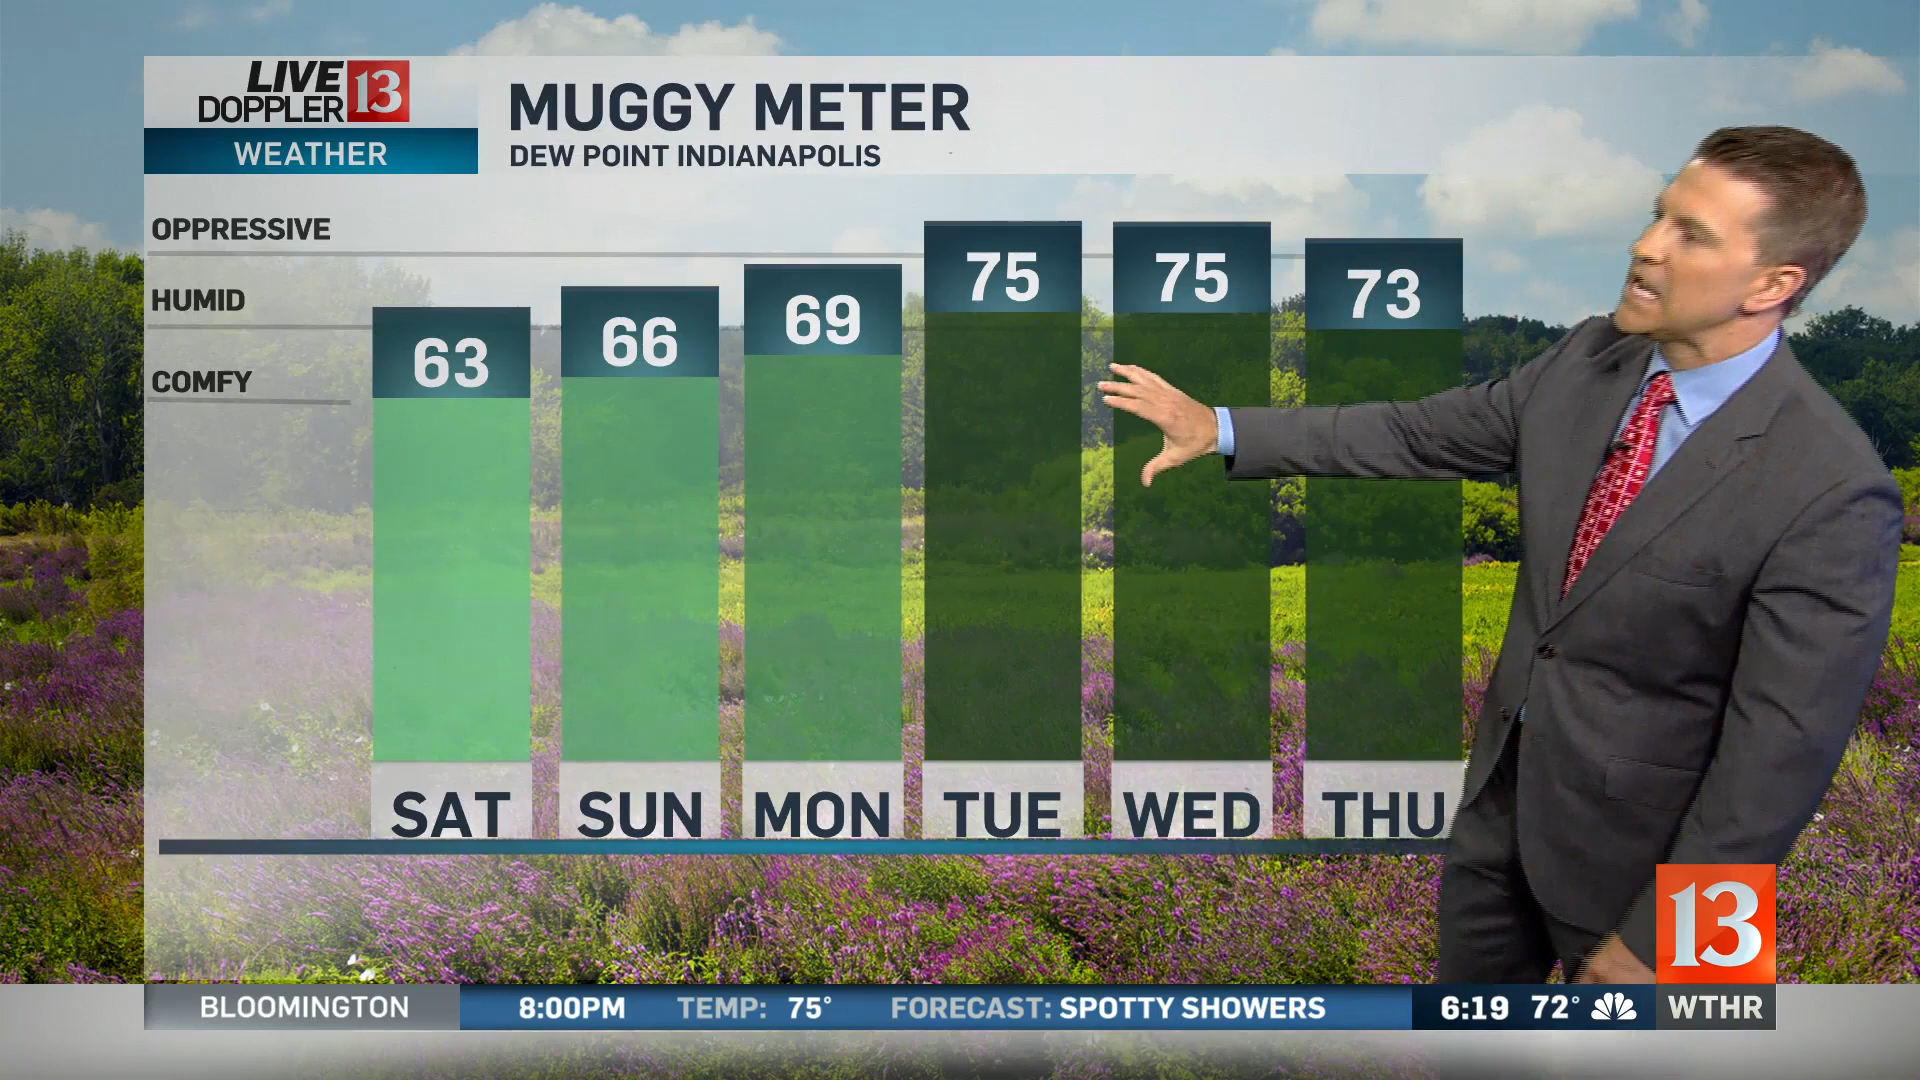 LIVE
DOPPLER 13
WEATHER
MUGGY METER
DEW POINT INDIANAPOLIS
OPPRESSIVE
HUMID
COMFY
63 66 69 75 75 73
SAT SUN MON TUE WED THU
13
BLOOMINGTON 8:00PM TEMP: 75° FORECAST: SPOTTY SHOWERS 6:19 72° WTHR